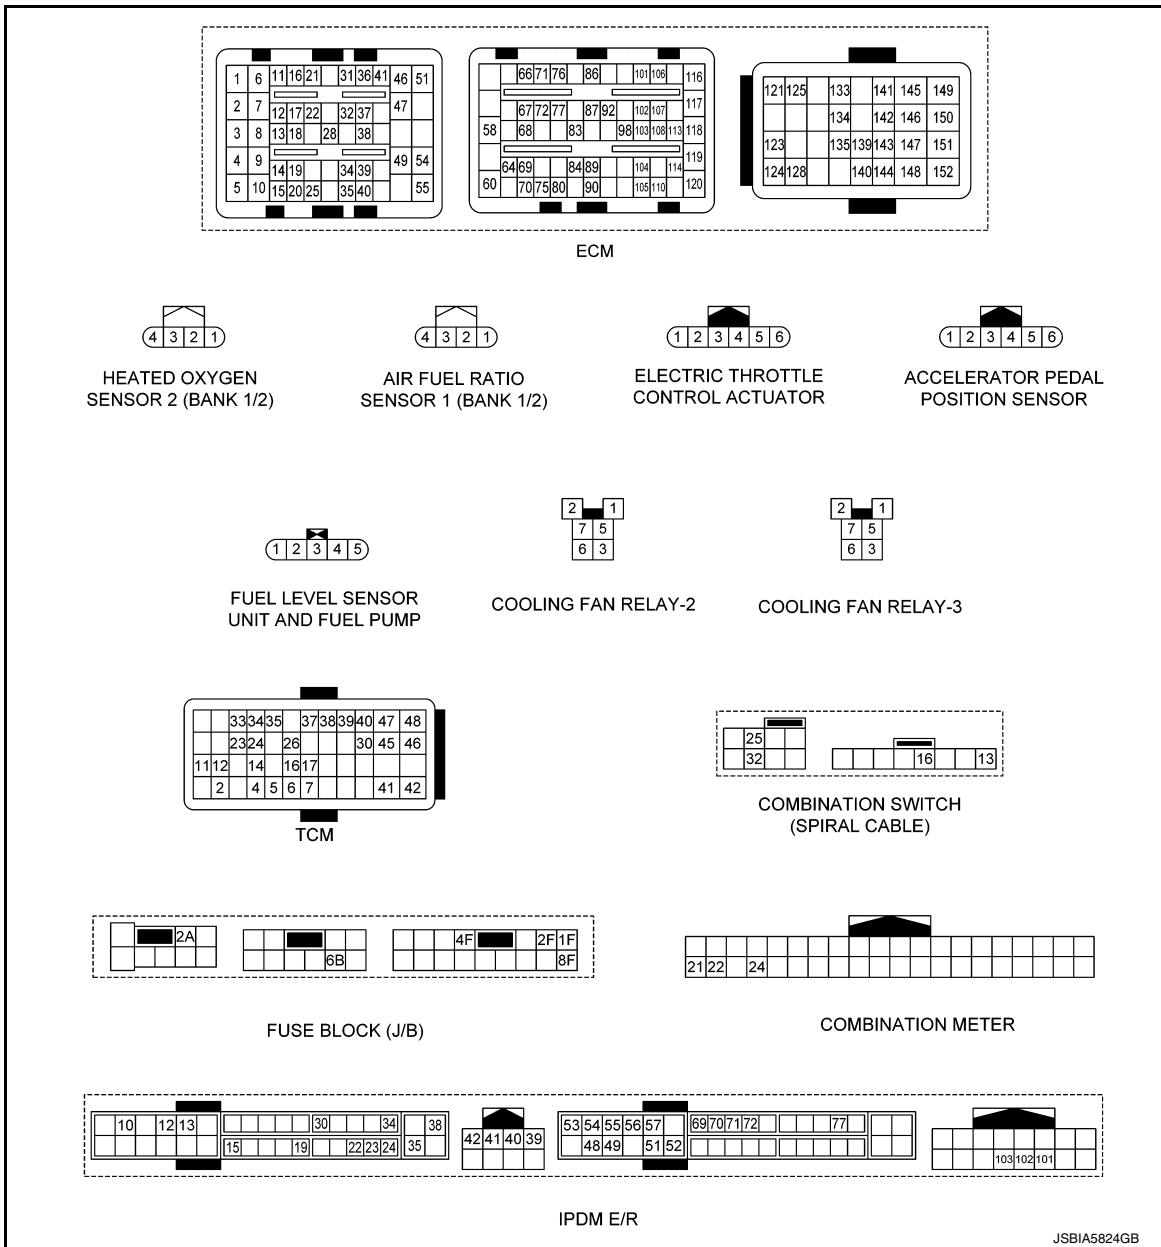 1 6 11 16 21 31 36 41 46 51
2 7 12 17 22 32 37 47
3 8 13 18 28 38
4 9 14 19 34 39 49 54
5 10 15 20 25 35 40 55
66 71 76 86 101 106 116
67 72 77 87 92 102 107 117
58 68 83 98 103 108 113 118
64 69 84 89 104 114 119
60 70 75 80 90 105 110 120
121 125 133 141 145 149
134 142 146 150
123 135 139 143 147 151
124 128 140 144 148 152
ECM
4 3 2 1
HEATED OXYGEN
SENSOR 2 (BANK 1/2)
4 3 2 1
AIR FUEL RATIO
SENSOR 1 (BANK 1/2)
1 2 3 4 5 6
ELECTRIC THROTTLE
CONTROL ACTUATOR
1 2 3 4 5 6
ACCELERATOR PEDAL
POSITION SENSOR
1 2 3 4 5
FUEL LEVEL SENSOR
UNIT AND FUEL PUMP
2 1
7 5
6 3
COOLING FAN RELAY-2
2 1
7 5
6 3
COOLING FAN RELAY-3
33 34 35 37 38 39 40 47 48
23 24 26 30 45 46
11 12 14 16 17
2 4 5 6 7 41 42
TCM
25
32
16 13
COMBINATION SWITCH
(SPIRAL CABLE)
2A
6B
4F 2F 1F
8F
FUSE BLOCK (J/B)
21 22 24
COMBINATION METER
10 12 13 30 34 38
15 19 22 23 24 35
42 41 40 39
53 54 55 56 57 69 70 71 72 77
48 49 51 52
103 102 101
IPDM E/R
JSBIA5824GB